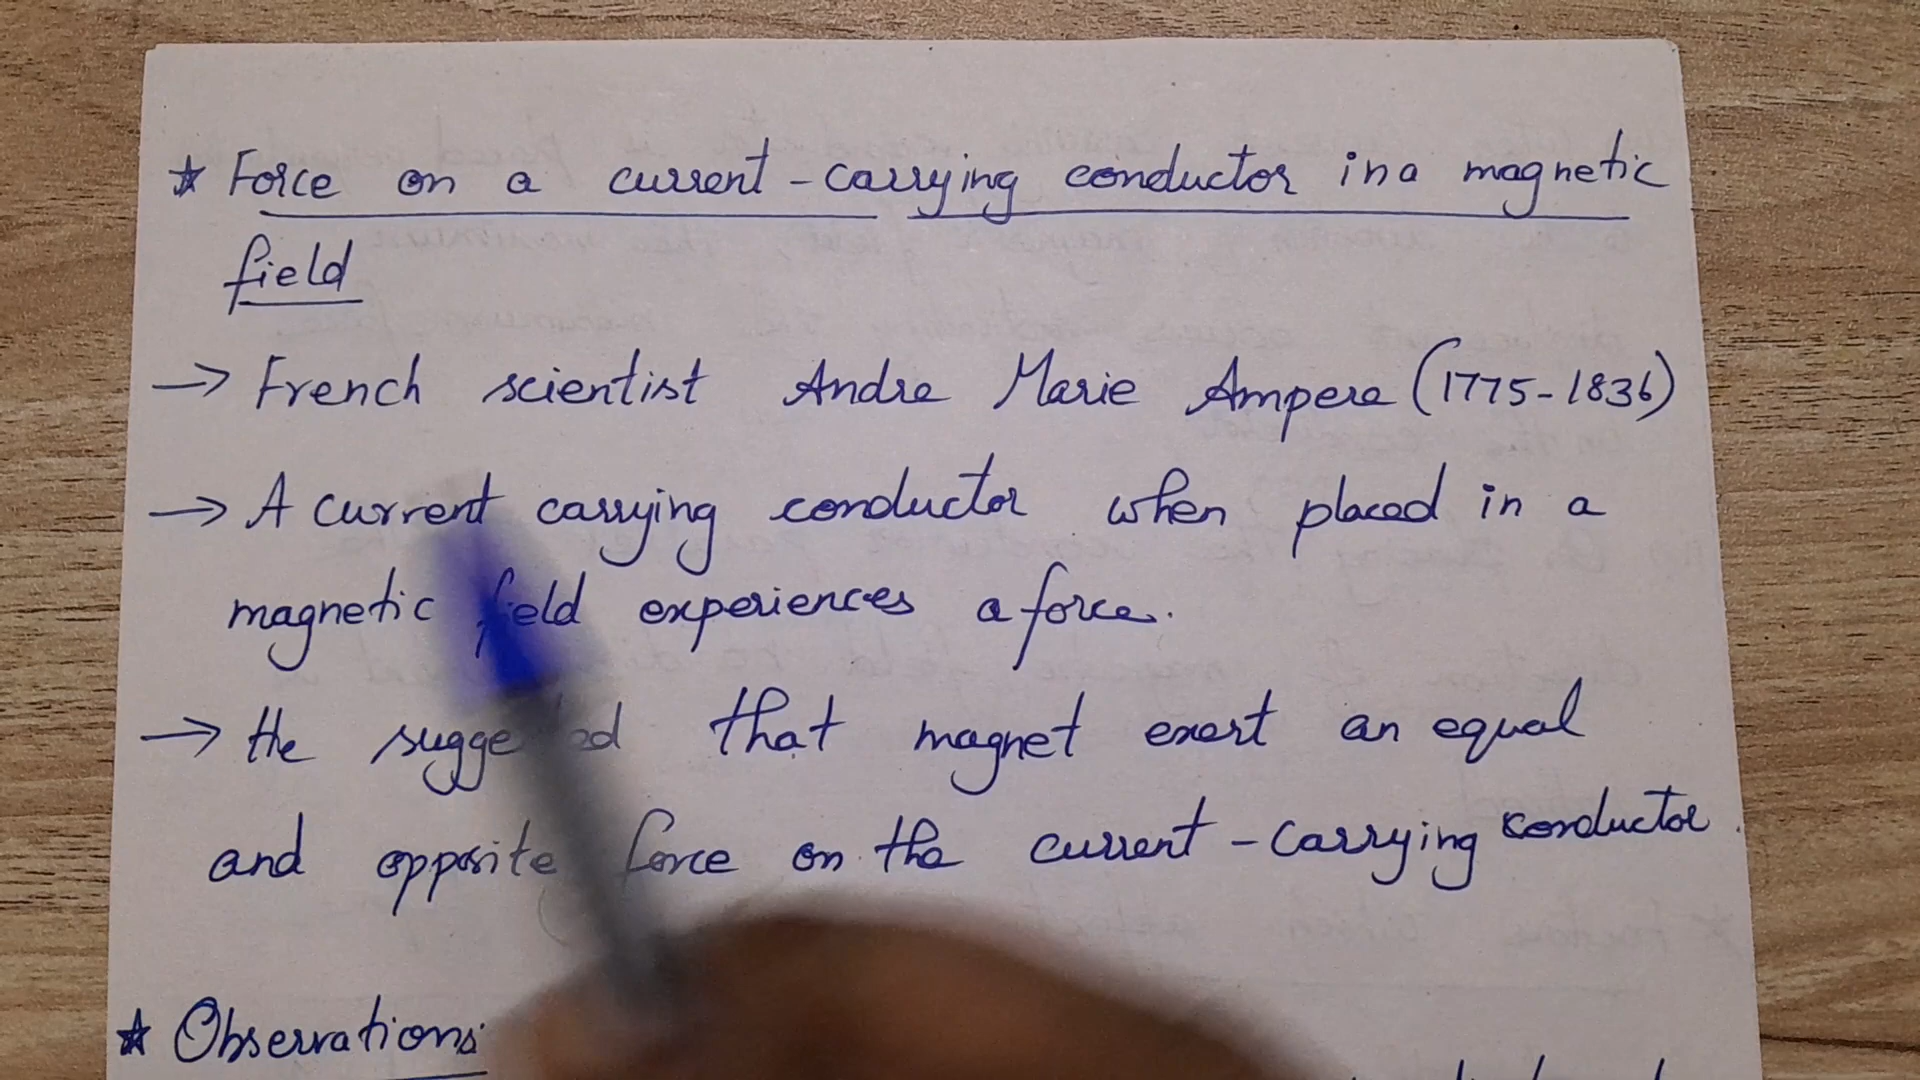 ★ Force on a current-carrying conductor in a magnetic
field
→ French scientist Andre Marie Ampere (1775-1836)
→ A current carrying conductor when placed in a
magnetic field experiences a force.
→ He suggested that magnet exert an equal
and opposite force on the current-carrying conductor.
★ Observations: